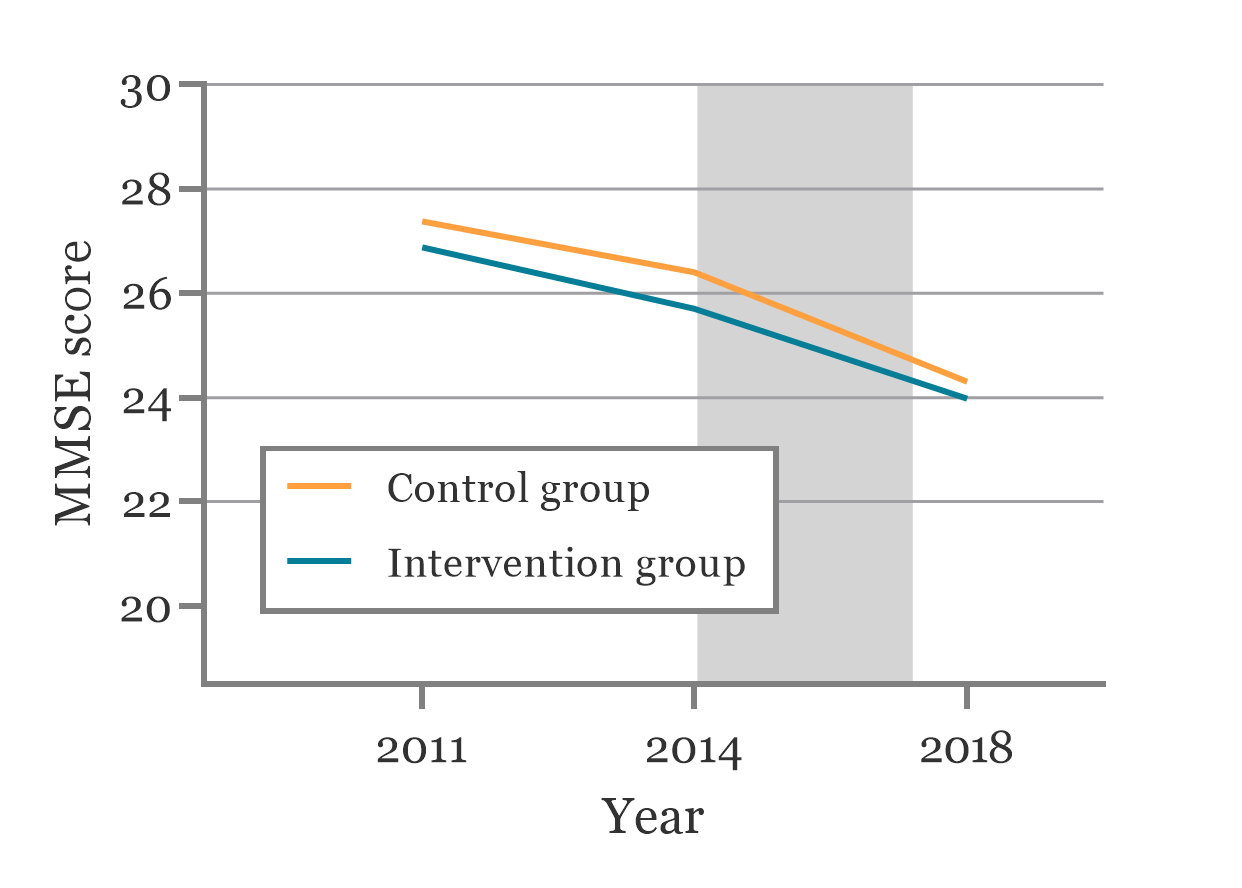 30
28
26
24
22
20
MMSE score
Control group
Intervention group
2011 2014 2018
Year